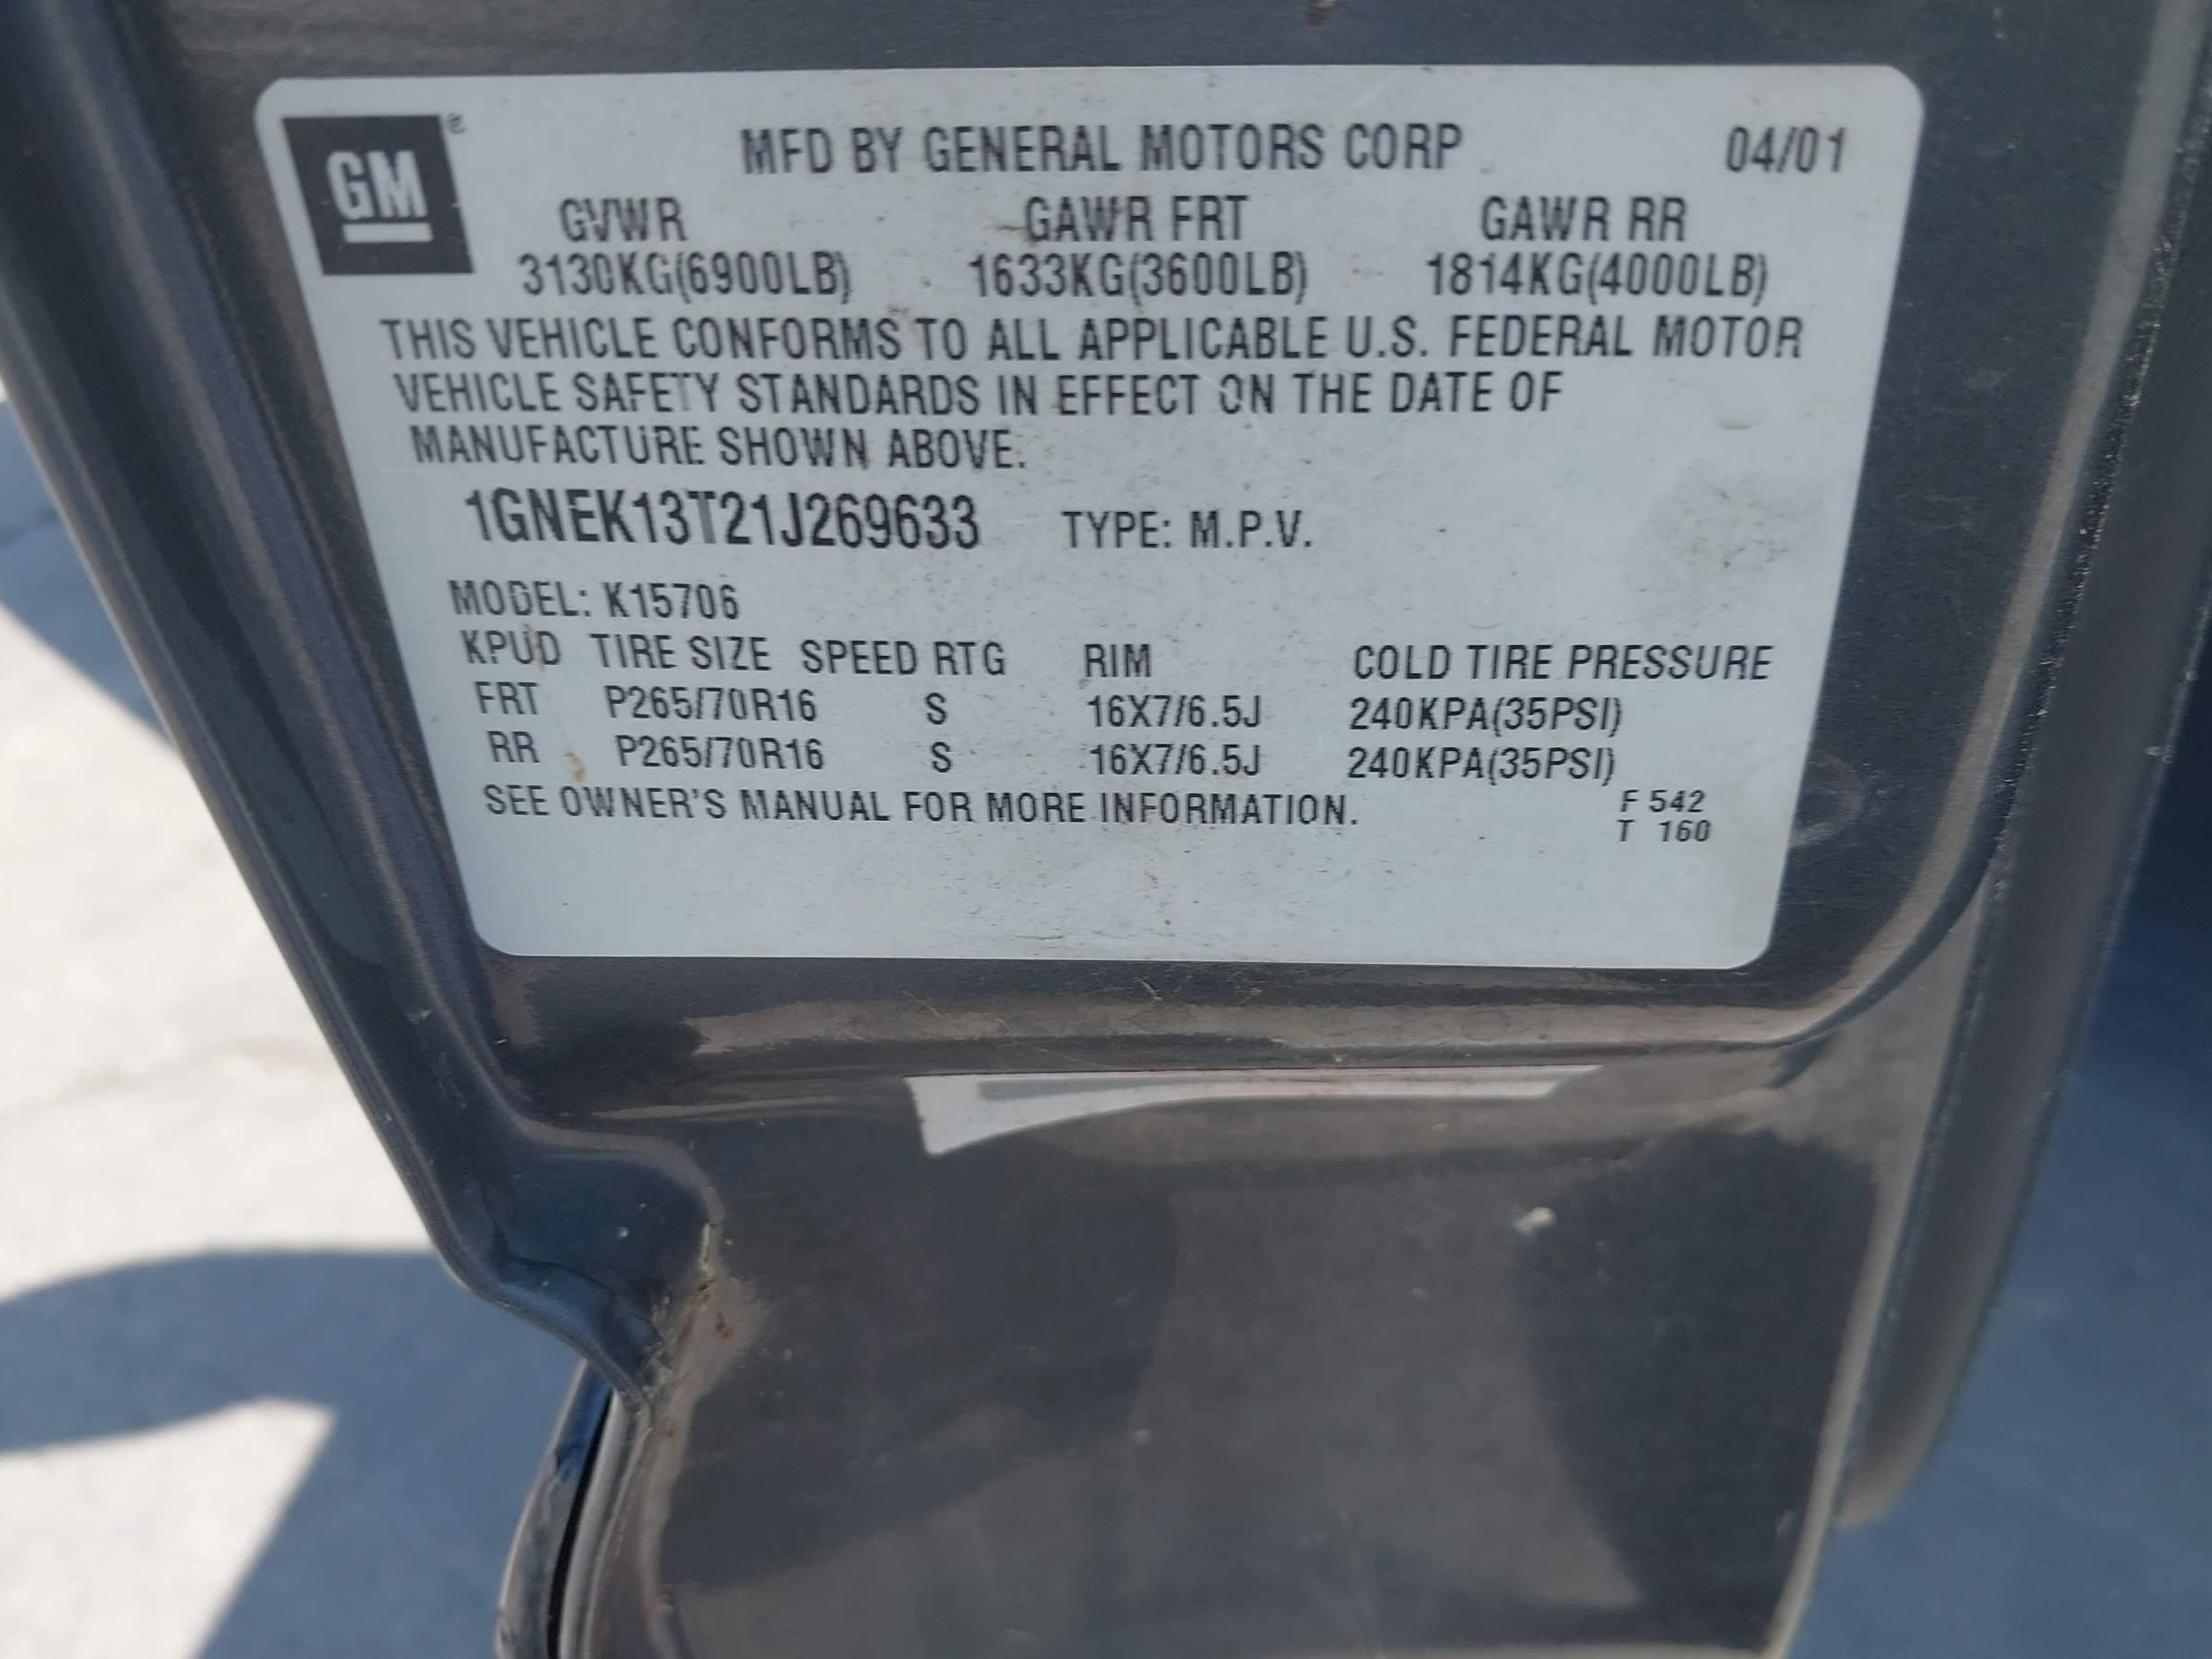 GM
MFD BY GENERAL MOTORS CORP 04/01
GVWR GAWR FRT GAWR RR
3130KG(6900LB) 1633KG(3600LB) 1814KG(4000LB)
THIS VEHICLE CONFORMS TO ALL APPLICABLE U.S. FEDERAL MOTOR
VEHICLE SAFETY STANDARDS IN EFFECT ON THE DATE OF
MANUFACTURE SHOWN ABOVE.
1GNEK13T21J269633 TYPE: M.P.V.
MODEL: K15706
KPUD TIRE SIZE SPEED RTG RIM COLD TIRE PRESSURE
FRT P265/70R16 S 16X7/6.5J 240KPA(35PSI)
RR P265/70R16 S 16X7/6.5J 240KPA(35PSI)
SEE OWNER'S MANUAL FOR MORE INFORMATION. F 542
T 160